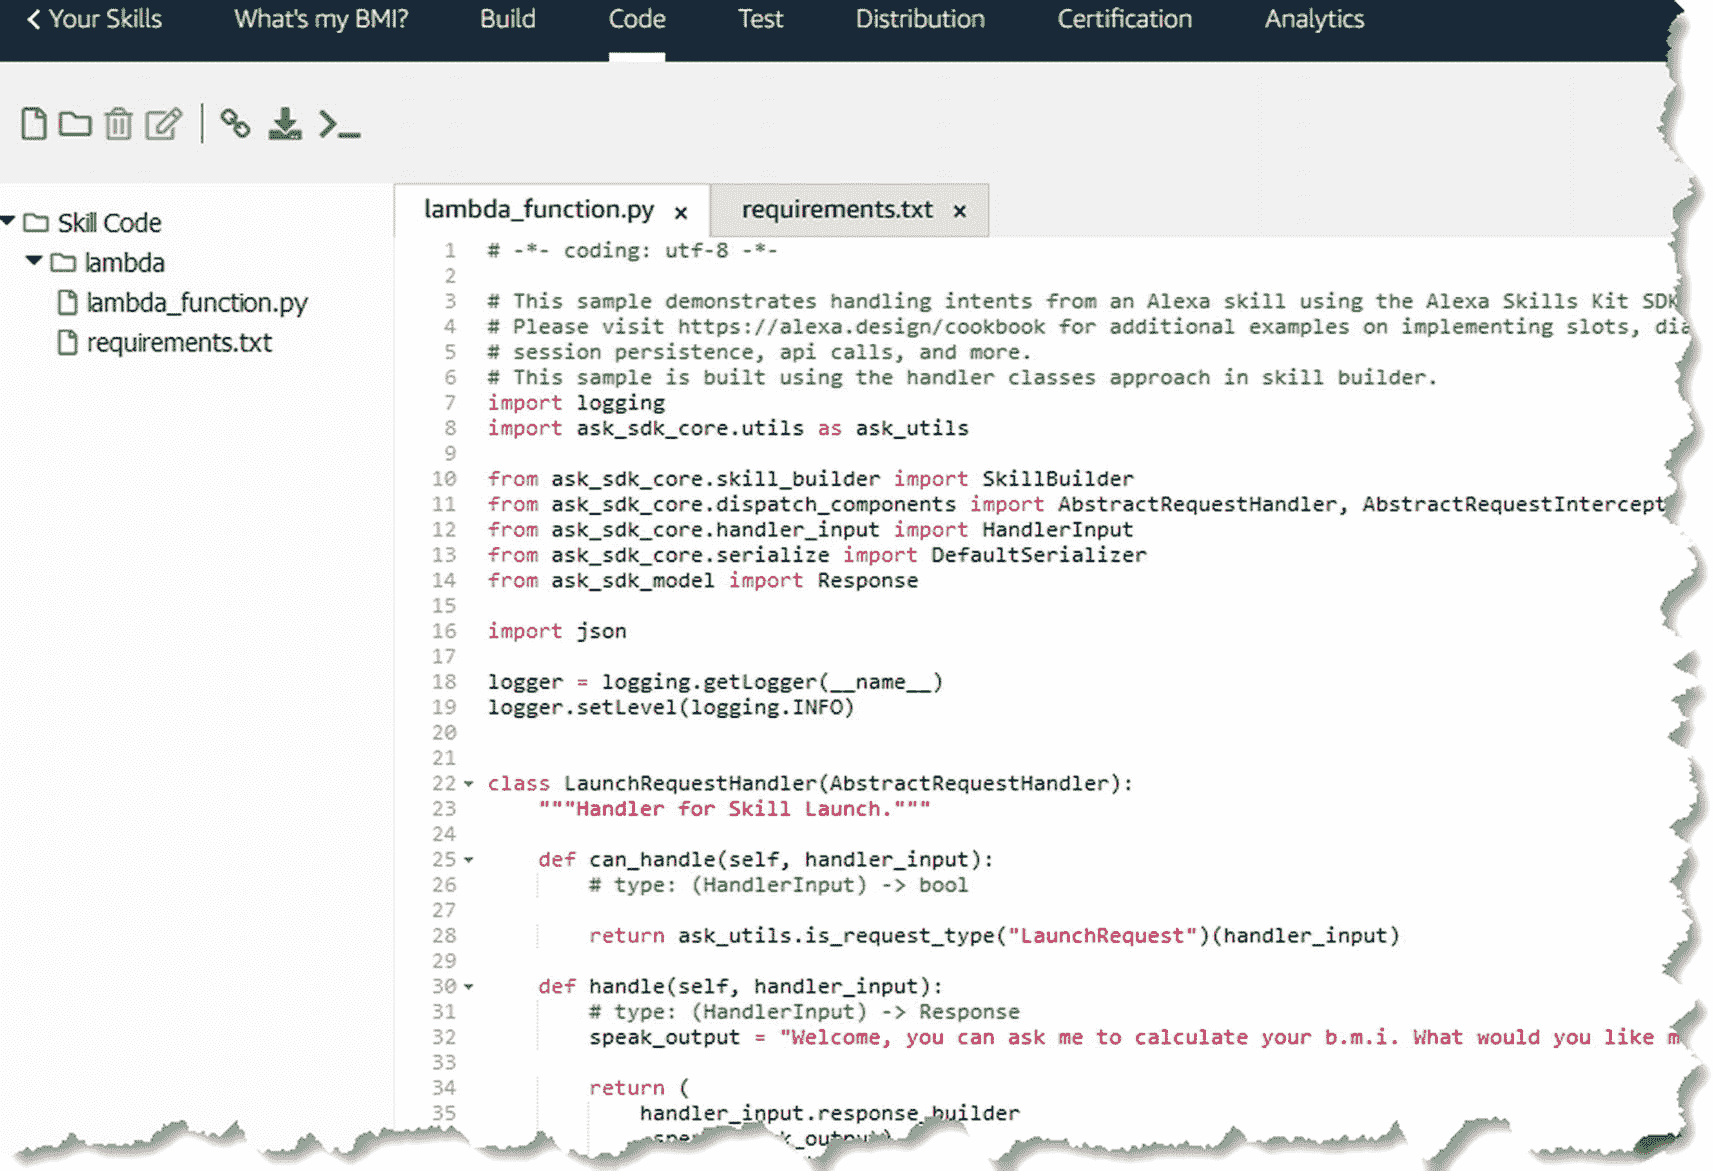 Your Skills What's my BMI? Build Code Test Distribution Certification Analytics
Skill Code
lambda
lambda_function.py
requirements.txt
lambda_function.py x requirements.txt x
1 # -*- coding: utf-8 -*-
2
3 # This sample demonstrates handling intents from an Alexa skill using the Alexa Skills Kit SDK
4 # Please visit https://alexa.design/cookbook for additional examples on implementing slots, dia
5 # session persistence, api calls, and more.
6 # This sample is built using the handler classes approach in skill builder.
7 import logging
8 import ask_sdk_core.utils as ask_utils
9
10 from ask_sdk_core.skill_builder import SkillBuilder
11 from ask_sdk_core.dispatch_components import AbstractRequestHandler, AbstractRequestIntercept
12 from ask_sdk_core.handler_input import HandlerInput
13 from ask_sdk_core.serialize import DefaultSerializer
14 from ask_sdk_model import Response
15
16 import json
17
18 logger = logging.getLogger(__name__)
19 logger.setLevel(logging.INFO)
20
21
22 class LaunchRequestHandler(AbstractRequestHandler):
23 """Handler for Skill Launch."""
24
25 def can_handle(self, handler_input):
26 # type: (HandlerInput) -> bool
27
28 return ask_utils.is_request_type("LaunchRequest")(handler_input)
29
30 def handle(self, handler_input):
31 # type: (HandlerInput) -> Response
32 speak_output = "Welcome, you can ask me to calculate your b.m.i. What would you like m
33
34 return (
35 handler_input.response_builder